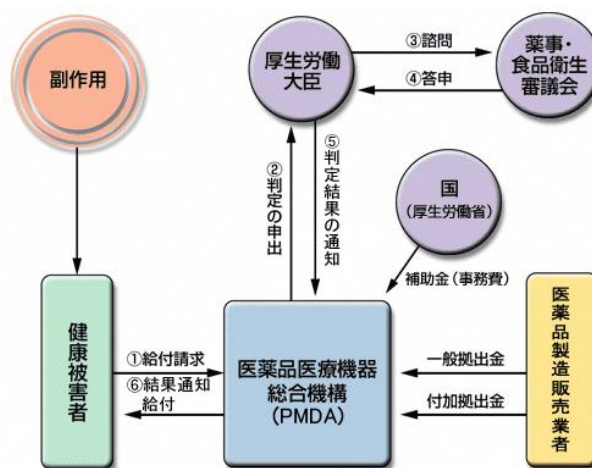 副作用
厚生労働
大臣
③諮問
④答申
薬事・
食品衛生
審議会
②判定の申出
⑤判定結果の通知
国
(厚生労働省)
補助金(事務費)
健康被害者
①給付請求
⑥結果通知
給付
医薬品医療機器
総合機構
(PMDA)
一般拠出金
付加拠出金
医薬品製造販売業者